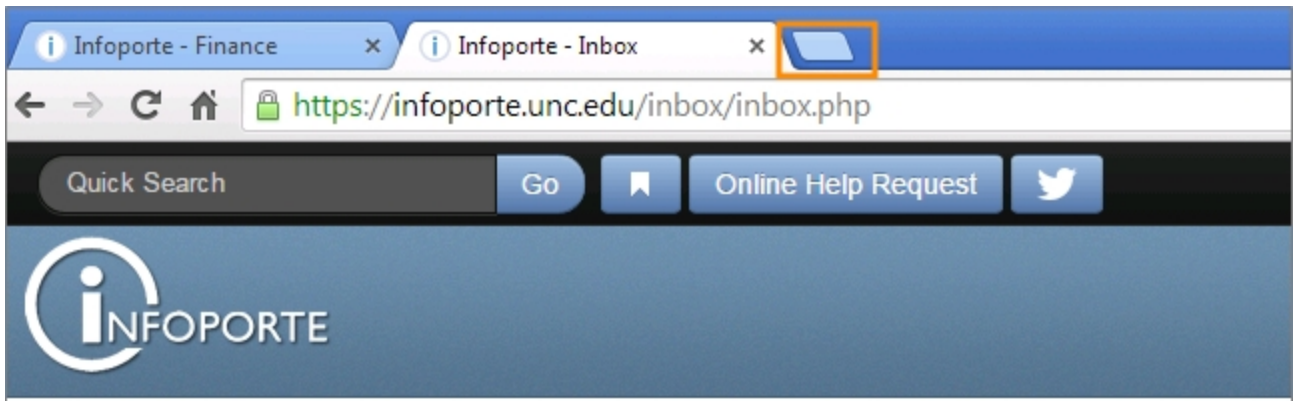 Infoporte - Finance
Infoporte - Inbox
https://infoporte.unc.edu/inbox/inbox.php
Quick Search
Go
Online Help Request
INFOPORTE